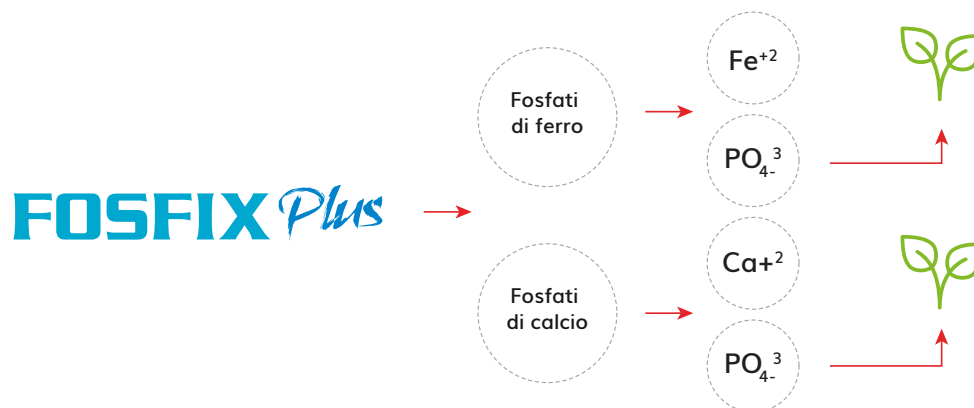 FOSFIX Plus
Fosfati
di ferro
Fe⁺²
PO₄₋³
Fosfati
di calcio
Ca+²
PO₄₋³